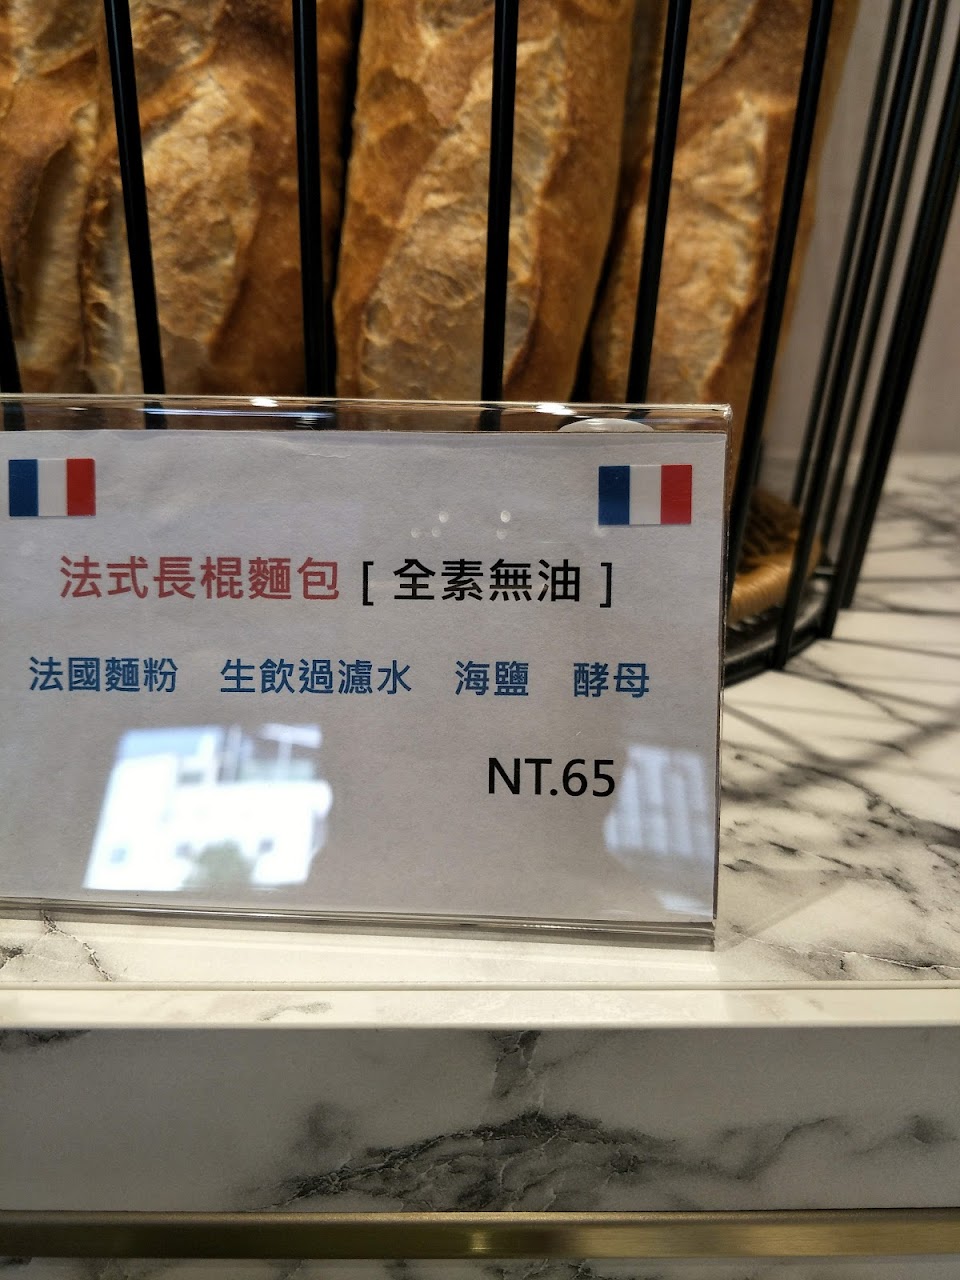 法式長棍麵包 [ 全素無油 ]
法國麵粉 生飲過濾水 海鹽 酵母
NT.65